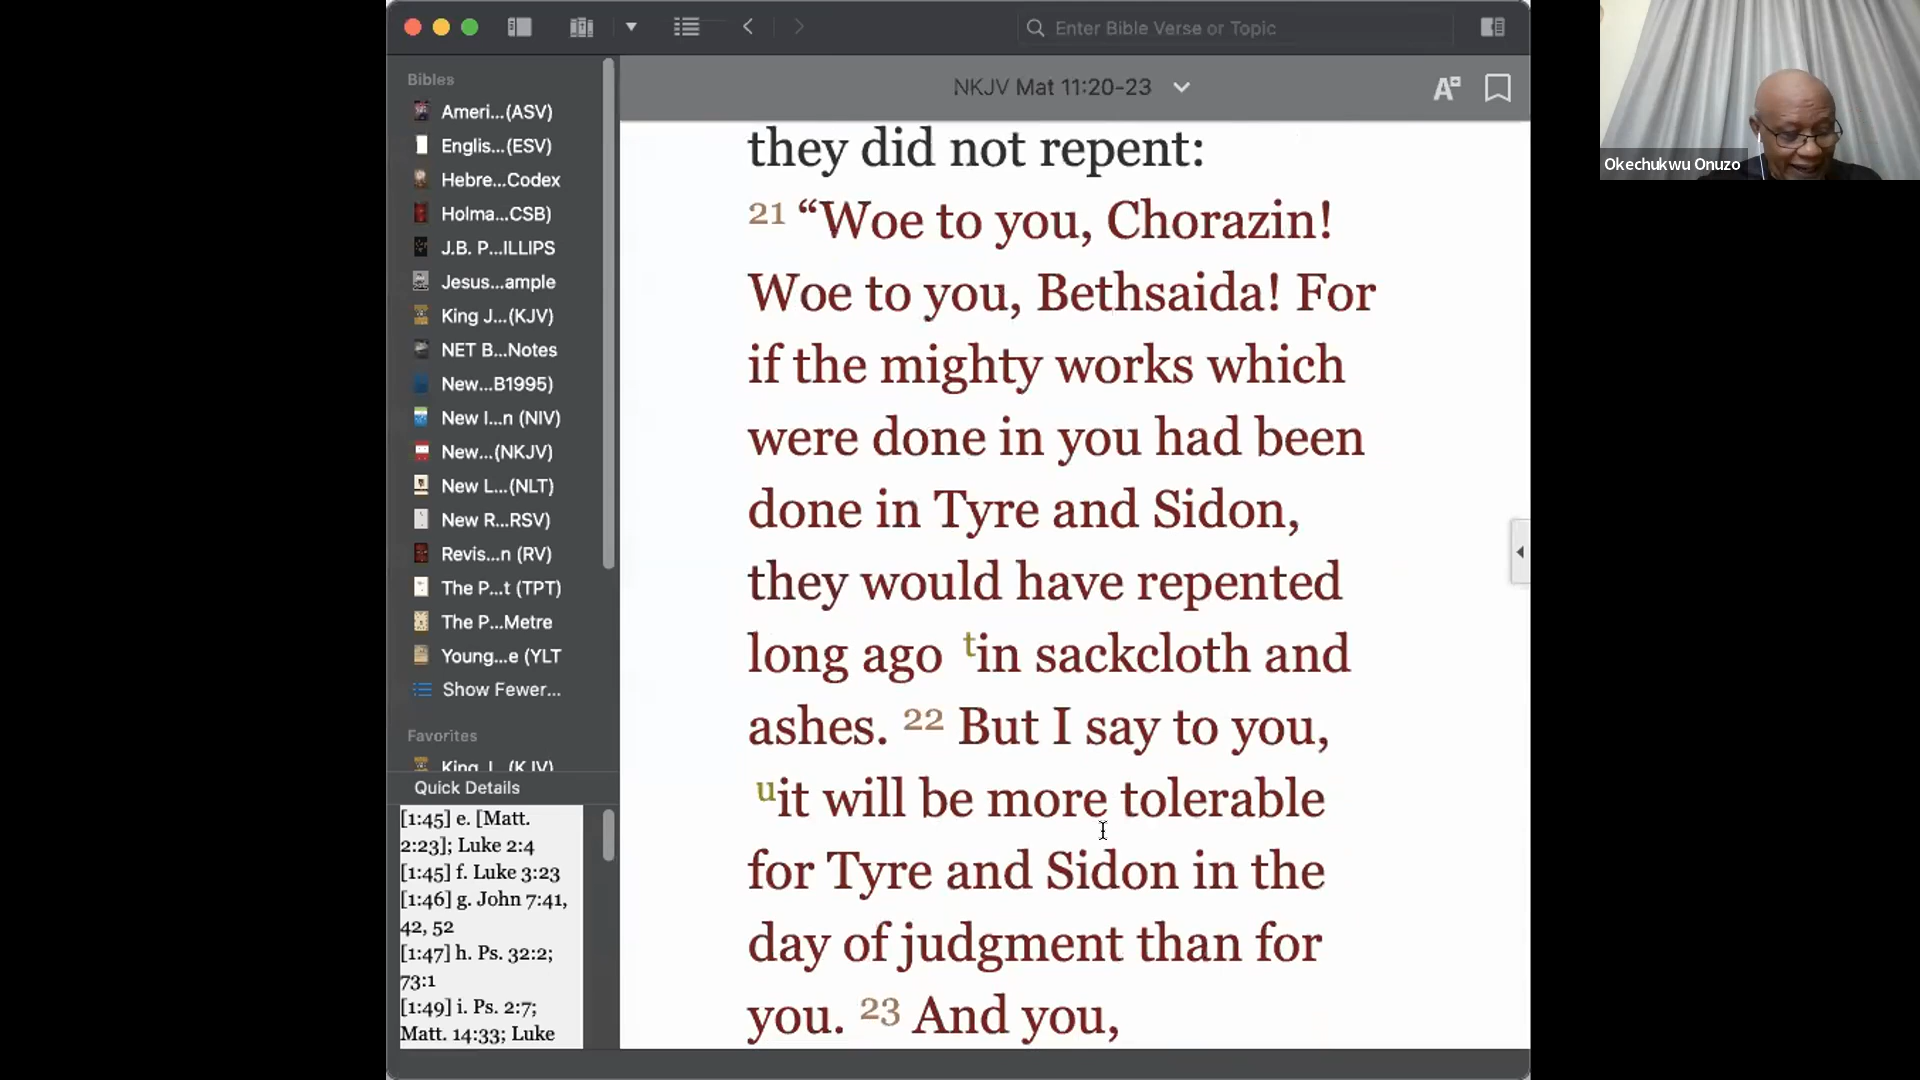 Enter Bible Verse or Topic
Bibles
Ameri...(ASV)
Englis...(ESV)
Hebre...Codex
Holma...CSB)
J.B. P...ILLIPS
Jesus...ample
King J...(KJV)
NET B...Notes
New...B1995)
New I...n (NIV)
New...(NKJV)
New L...(NLT)
New R...RSV)
Revis...n (RV)
The P...t (TPT)
The P...Metre
Young...e (YLT
Show Fewer...
Favorites
King J...(KJV)
Quick Details
[1:45] e. [Matt.
2:23]; Luke 2:4
[1:45] f. Luke 3:23
[1:46] g. John 7:41,
42, 52
[1:47] h. Ps. 32:2;
73:1
[1:49] i. Ps. 2:7;
Matt. 14:33; Luke
NKJV Mat 11:20-23
they did not repent:
21 “Woe to you, Chorazin!
Woe to you, Bethsaida! For
if the mighty works which
were done in you had been
done in Tyre and Sidon,
they would have repented
long ago tin sackcloth and
ashes. 22 But I say to you,
uit will be more tolerable
for Tyre and Sidon in the
day of judgment than for
you. 23 And you,
Okechukwu Onuzo